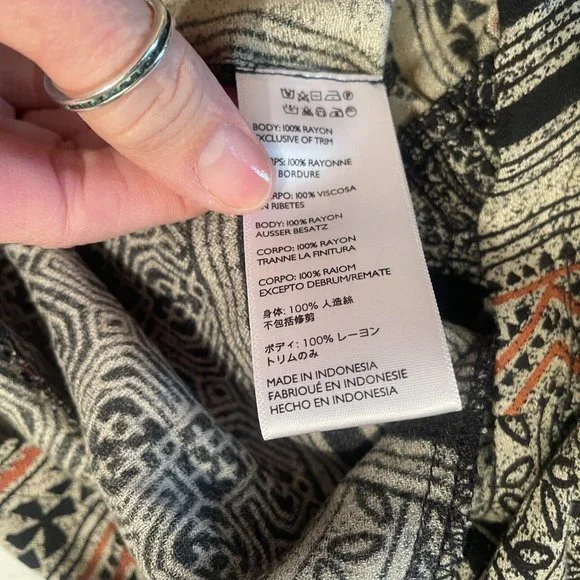 BODY: 100% RAYON
EXCLUSIVE OF TRIM
100% RAYONNE
BORDURE
100% VISCOSA
RIBETES
BODY: 100% RAYON
AUSSER BESATZ
CORPO: 100% RAYON
TRANNE LA FINITURA
CORPO: 100% RAIOM
EXCEPTO DEBRUM/REMATE
身体: 100% 人造絲
不包括修剪
ボディ: 100% レーヨン
トリムのみ
MADE IN INDONESIA
FABRIQUÉ EN INDONESIE
HECHO EN INDONESIA